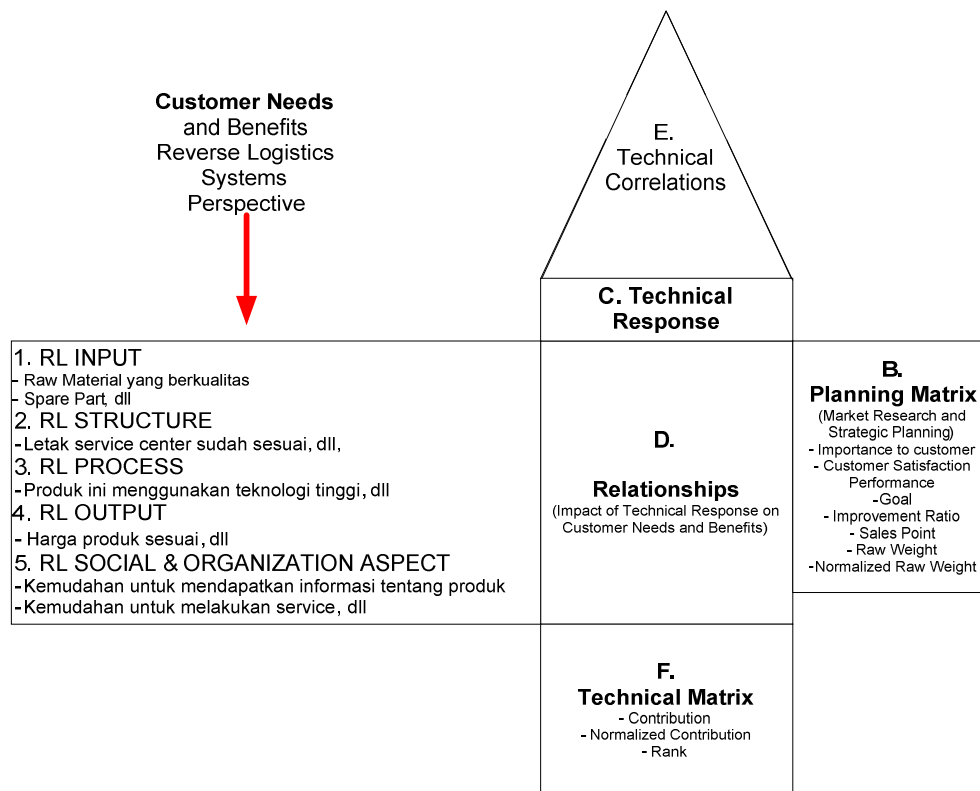 Customer Needs
and Benefits
Reverse Logistics
Systems
Perspective
E.
Technical
Correlations
C. Technical
Response
1. RL INPUT
- Raw Material yang berkualitas
- Spare Part, dll
2. RL STRUCTURE
- Letak service center sudah sesuai, dll,
3. RL PROCESS
- Produk ini menggunakan teknologi tinggi, dll
4. RL OUTPUT
- Harga produk sesuai, dll
5. RL SOCIAL & ORGANIZATION ASPECT
- Kemudahan untuk mendapatkan informasi tentang produk
- Kemudahan untuk melakukan service, dll
D.
Relationships
(Impact of Technical Response on
Customer Needs and Benefits)
B.
Planning Matrix
(Market Research and
Strategic Planning)
- Importance to customer
- Customer Satisfaction
Performance
- Goal
- Improvement Ratio
- Sales Point
- Raw Weight
- Normalized Raw Weight
F.
Technical Matrix
- Contribution
- Normalized Contribution
- Rank